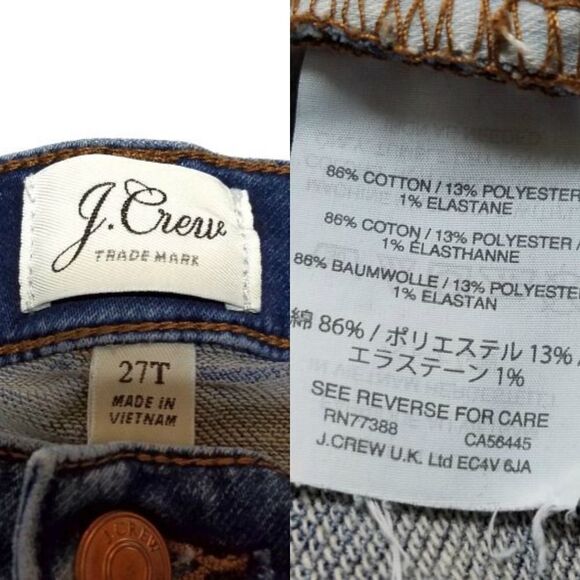 J.Crew
TRADE MARK
27T
MADE IN
VIETNAM
J.CREW
86% COTTON / 13% POLYESTER
1% ELASTANE
86% COTON / 13% POLYESTER /
1% ELASTHANNE
86% BAUMWOLLE / 13% POLYESTER
1% ELASTAN
綿 86% / ポリエステル 13% /
エラステーン 1%
SEE REVERSE FOR CARE
RN77388 CA56445
J.CREW U.K. Ltd EC4V 6JA